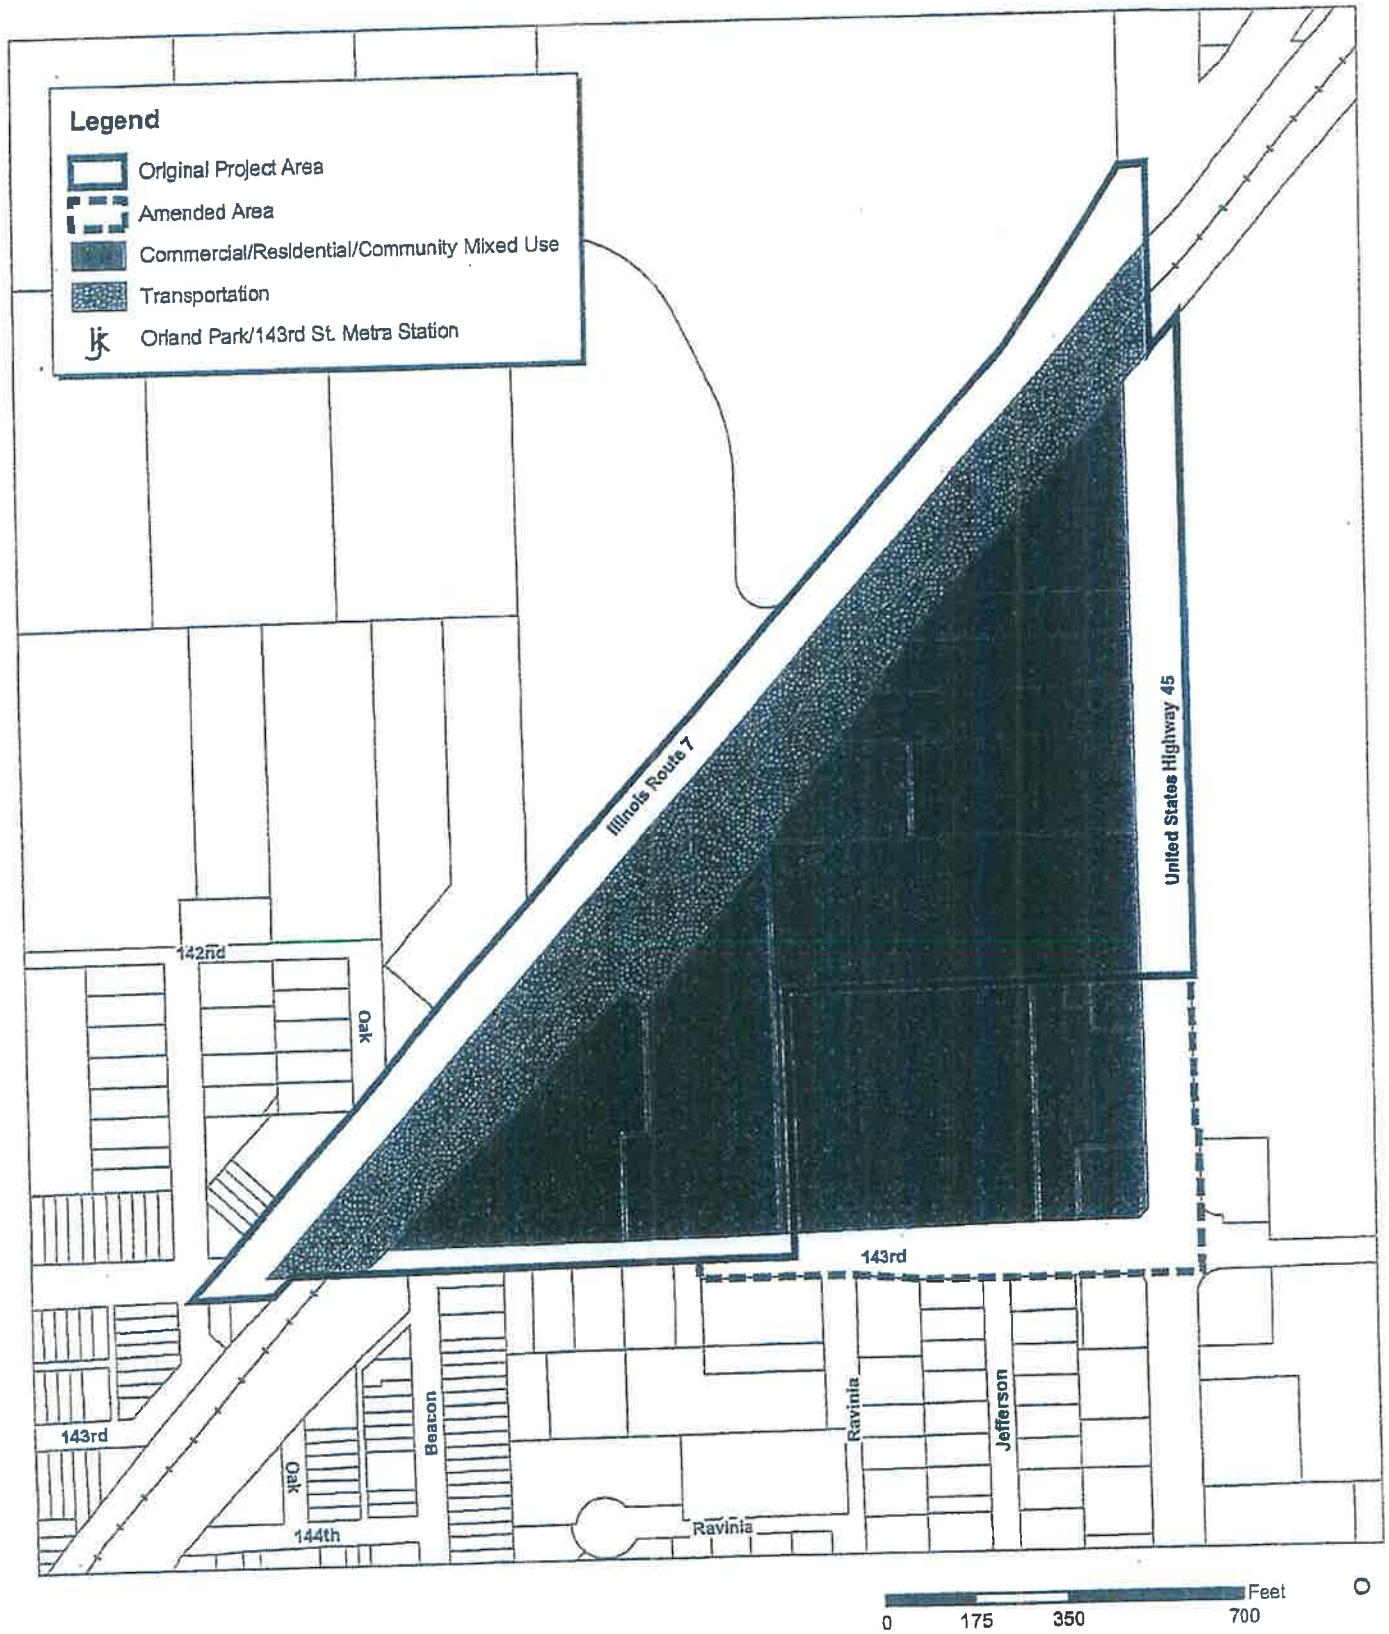 Legend
Original Project Area
Amended Area
Commercial/Residential/Community Mixed Use
Transportation
Orland Park/143rd St. Metra Station
Illinois Route 7
United States Highway 45
142nd
Oak
143rd
143rd
Beacon
Ravinia
Jefferson
Oak
144th
Ravinia
Feet
0 175 350 700